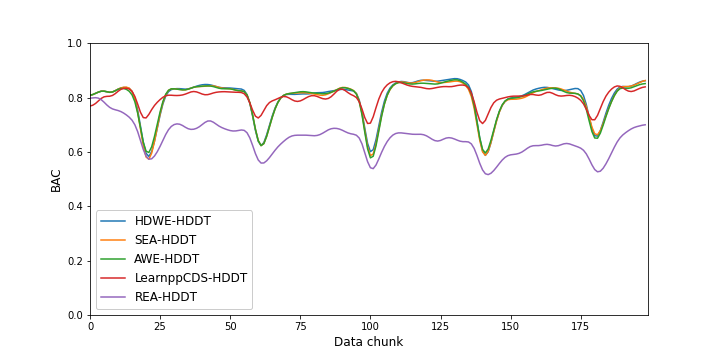 1.0
0.8
0.6
0.4
0.2
0.0
BAC
HDWE-HDDT
SEA-HDDT
AWE-HDDT
LearnppCDS-HDDT
REA-HDDT
0 25 50 75 100 125 150 175
Data chunk